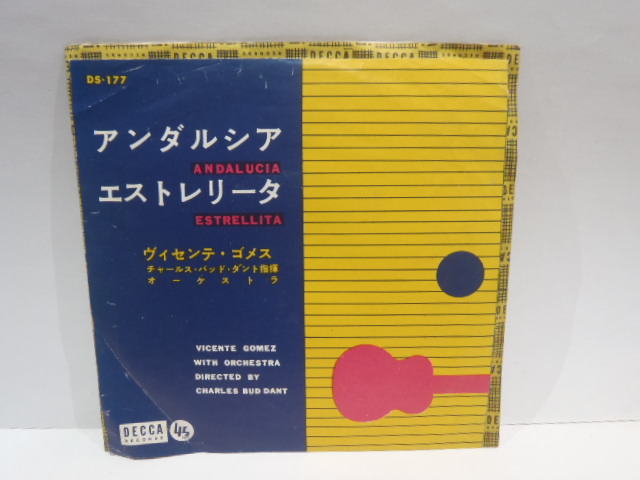 DECCA
DS-177
アンダルシア
ANDALUCIA
エストレリータ
ESTRELLITA
ヴィセンテ・ゴメス
チャールス・バッド・ダント指揮
オーケストラ
VICENTE GOMEZ
WITH ORCHESTRA
DIRECTED BY
CHARLES BUD DANT
DECCA
RECORDS
45